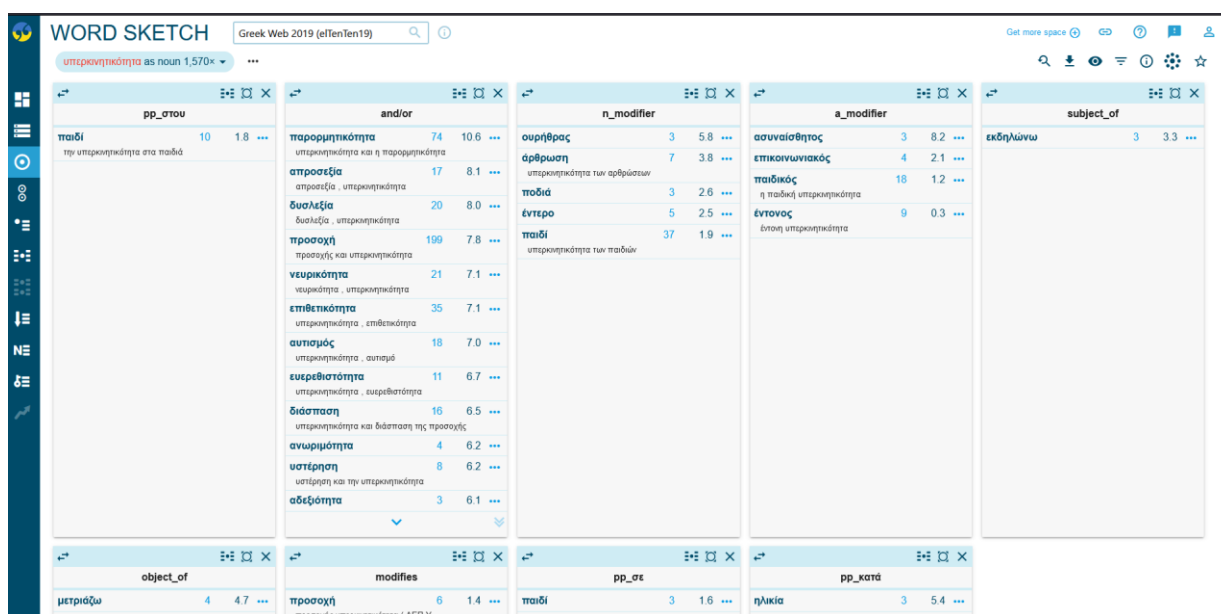 WORD SKETCH
Greek Web 2019 (elTenTen19)
Get more space
υπερκινητικότητα as noun 1,570×
pp_στου
παιδί 10 1.8
την υπερκινητικότητα στα παιδιά
and/or
παρορμητικότητα 74 10.6
υπερκινητικότητα και η παρορμητικότητα
απροσεξία 17 8.1
απροσεξία , υπερκινητικότητα
δυσλεξία 20 8.0
δυσλεξία , υπερκινητικότητα
προσοχή 199 7.8
προσοχής και υπερκινητικότητα
νευρικότητα 21 7.1
νευρικότητα , υπερκινητικότητα
επιθετικότητα 35 7.1
υπερκινητικότητα , επιθετικότητα
αυτισμός 18 7.0
υπερκινητικότητα , αυτισμό
ευερεθιστότητα 11 6.7
υπερκινητικότητα , ευερεθιστότητα
διάσπαση 16 6.5
υπερκινητικότητα και διάσπαση της προσοχής
ανωριμότητα 4 6.2
υστέρηση 8 6.2
υστέρηση και την υπερκινητικότητα
αδεξιότητα 3 6.1
n_modifier
ουρήθρας 3 5.8
άρθρωση 7 3.8
υπερκινητικότητα των αρθρώσεων
ποδιά 3 2.6
έντερο 5 2.5
παιδί 37 1.9
υπερκινητικότητα των παιδιών
a_modifier
ασυναίσθητος 3 8.2
επικοινωνιακός 4 2.1
παιδικός 18 1.2
η παιδική υπερκινητικότητα
έντονος 9 0.3
έντονη υπερκινητικότητα
subject_of
εκδηλώνω 3 3.3
object_of
μετριάζω 4 4.7
modifies
προσοχή 6 1.4
pp_σε
παιδί 3 1.6
pp_κατά
ηλικία 3 5.4